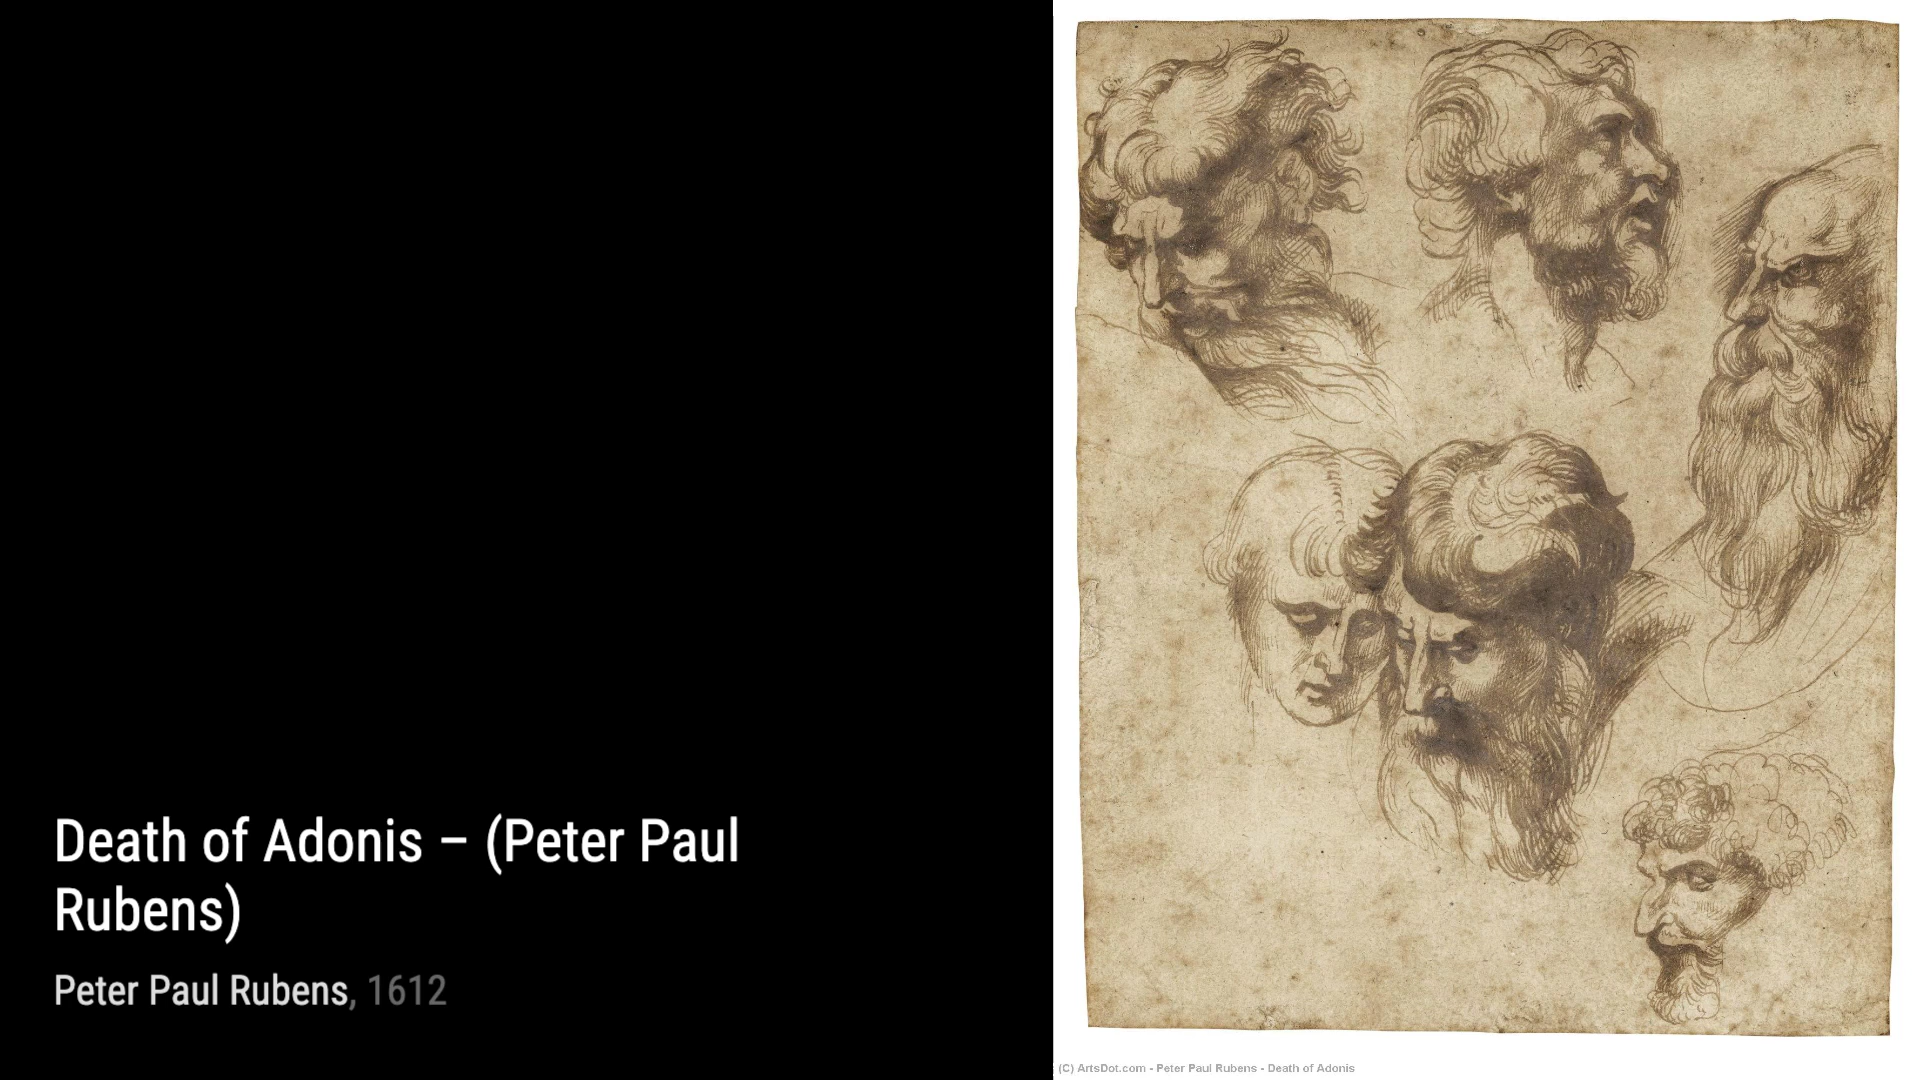 Death of Adonis – (Peter Paul
Rubens)
Peter Paul Rubens, 1612
(C) ArtsDot.com - Peter Paul Rubens - Death of Adonis